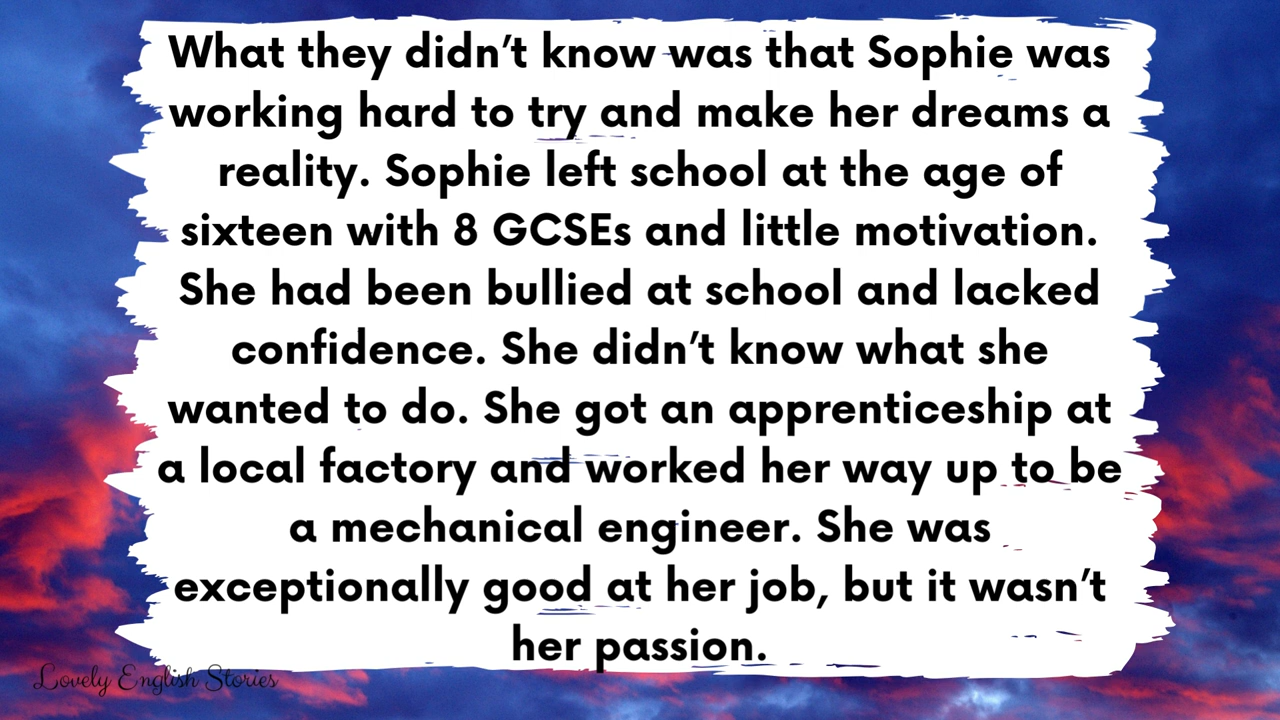 What they didn’t know was that Sophie was
working hard to try and make her dreams a
reality. Sophie left school at the age of
sixteen with 8 GCSEs and little motivation.
She had been bullied at school and lacked
confidence. She didn’t know what she
wanted to do. She got an apprenticeship at
a local factory and worked her way up to be
a mechanical engineer. She was
exceptionally good at her job, but it wasn’t
her passion.
Lovely English Stories